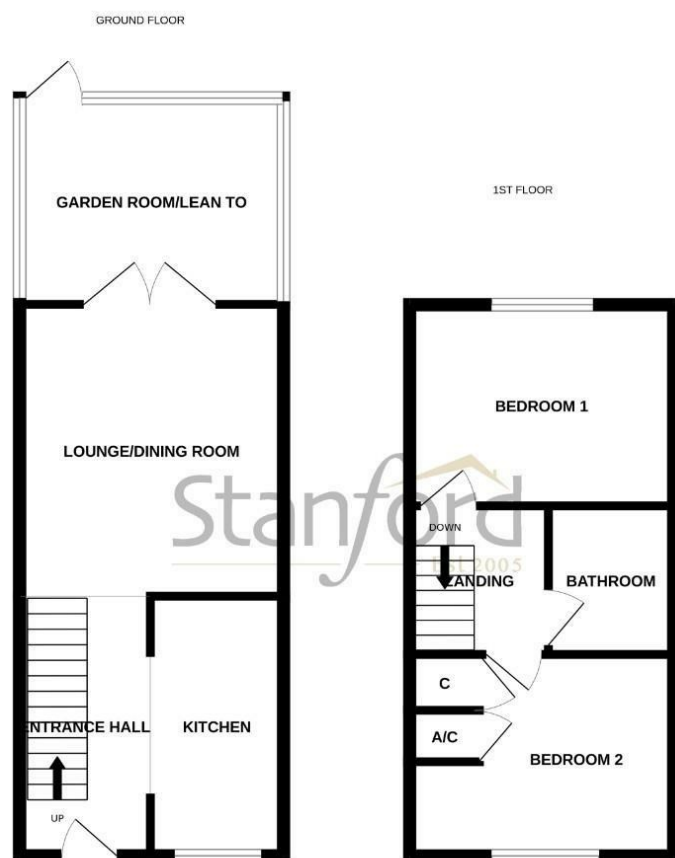 GROUND FLOOR
GARDEN ROOM/LEAN TO
LOUNGE/DINING ROOM
ENTRANCE HALL
KITCHEN
UP
1ST FLOOR
BEDROOM 1
DOWN
LANDING
BATHROOM
C
A/C
BEDROOM 2
Stanford
Est 2005